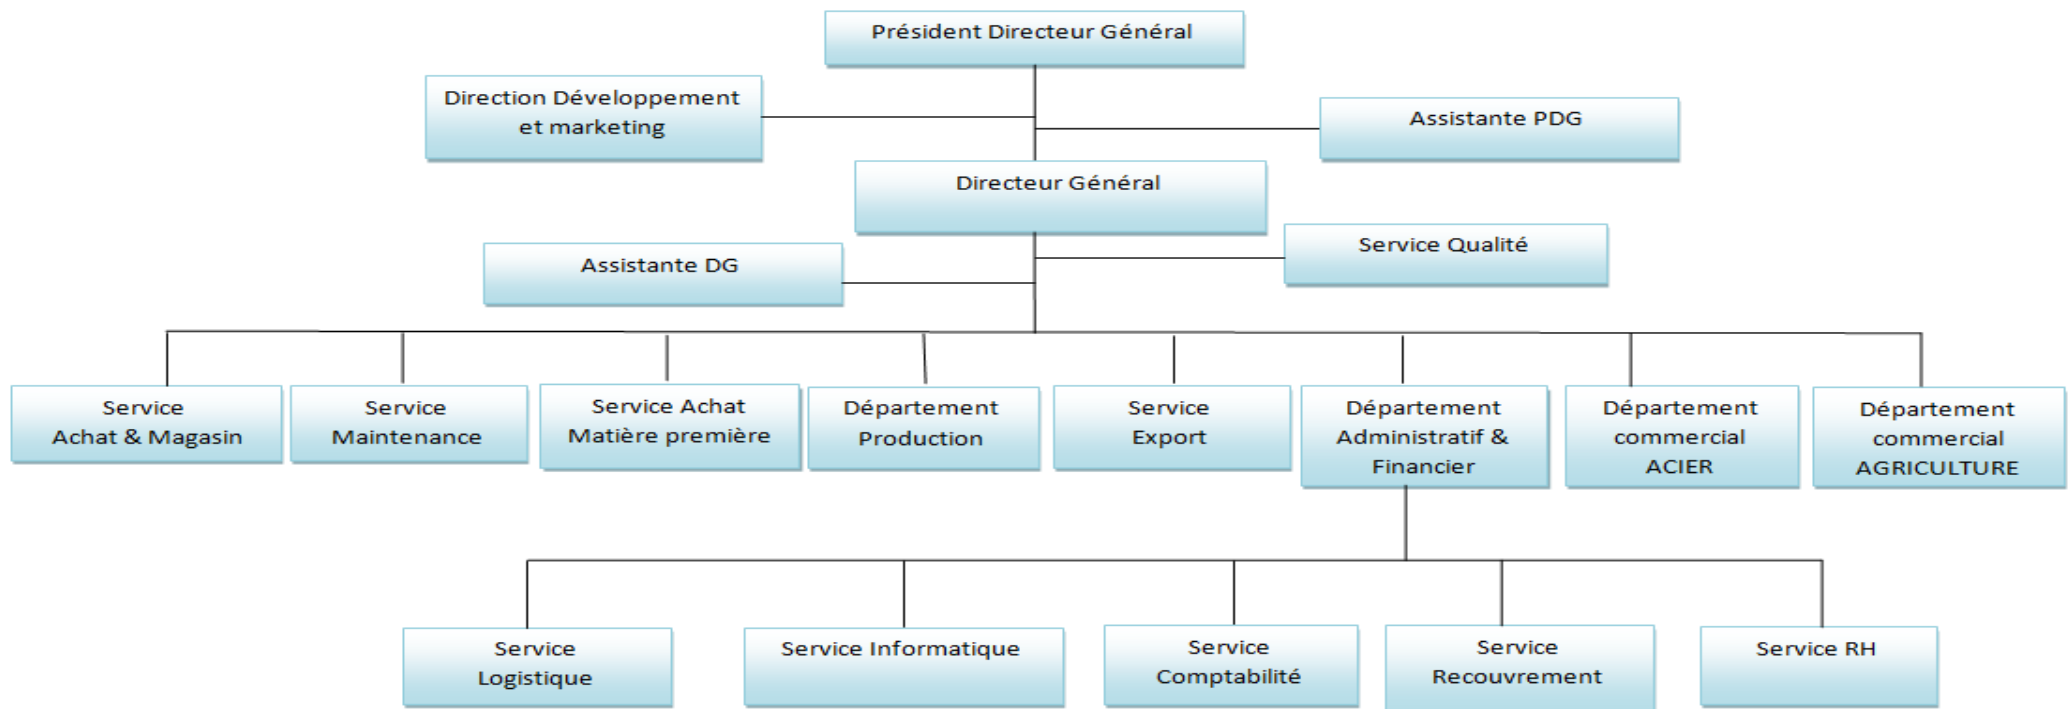 Président Directeur Général
Direction Développement
et marketing
Assistante PDG
Directeur Général
Service Qualité
Assistante DG
Service
Achat & Magasin
Service
Maintenance
Service Achat
Matière première
Département
Production
Service
Export
Département
Administratif &
Financier
Département
commercial
ACIER
Département
commercial
AGRICULTURE
Service
Logistique
Service Informatique
Service
Comptabilité
Service
Recouvrement
Service RH